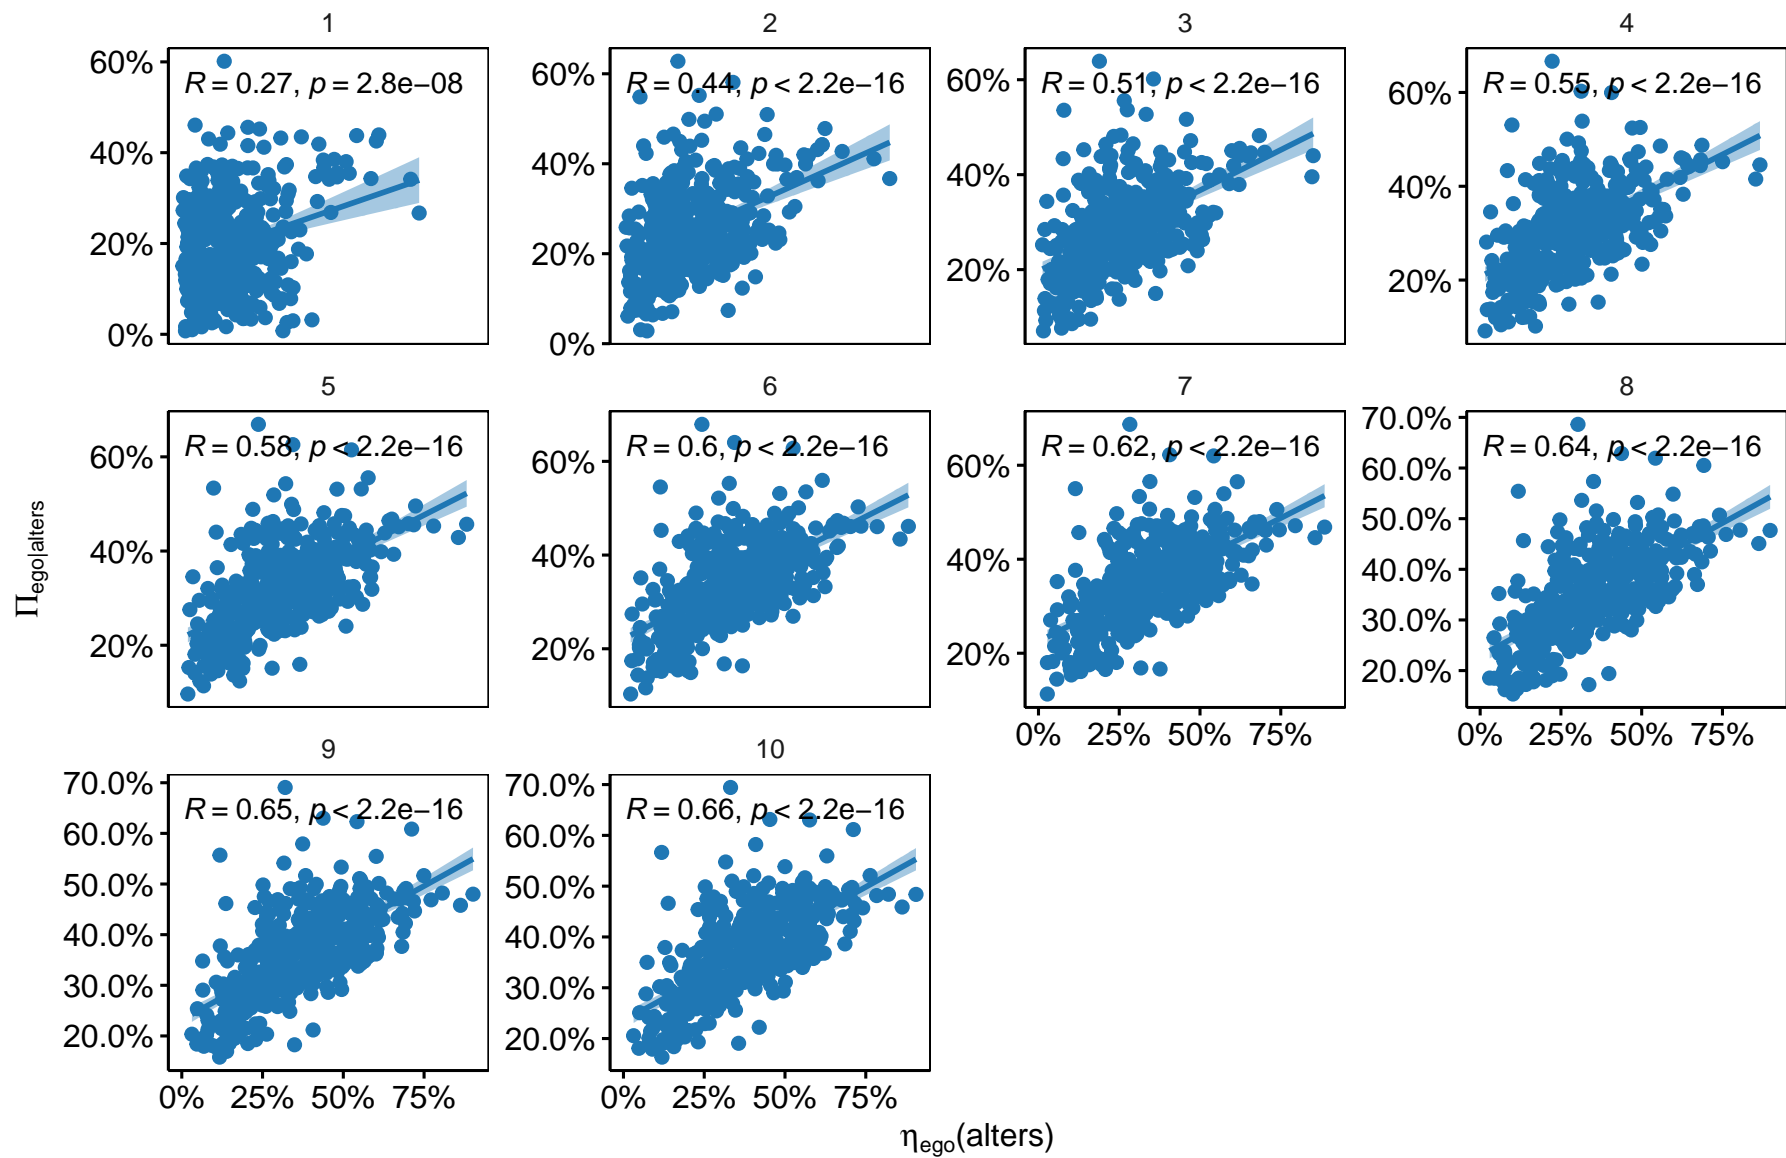 1 2 3 4
60% R = 0.27, p = 2.8e−08 60% R = 0.44, p < 2.2e−16 60% R = 0.51, p < 2.2e−16 60% R = 0.55, p < 2.2e−16
40% 40% 40% 40%
20% 20% 20% 20%
0% 0%
5 6 7 8
60% R = 0.58, p < 2.2e−16 60% R = 0.6, p < 2.2e−16 60% R = 0.62, p < 2.2e−16 70.0% R = 0.64, p < 2.2e−16
60.0%
50.0%
40% 40% 40% 40.0%
30.0%
20% 20% 20% 20.0%
0% 25% 50% 75% 0% 25% 50% 75%
9 10
70.0% R = 0.65, p < 2.2e−16 70.0% R = 0.66, p < 2.2e−16
60.0% 60.0%
50.0% 50.0%
40.0% 40.0%
30.0% 30.0%
20.0% 20.0%
0% 25% 50% 75% 0% 25% 50% 75%
Πego|alters
ηego(alters)